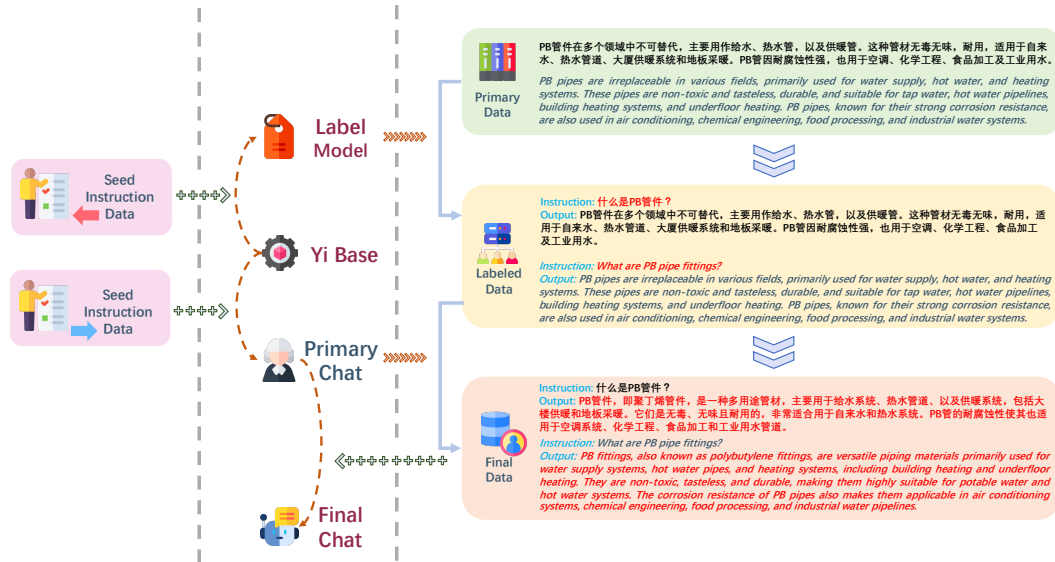 Seed
Instruction
Data
Seed
Instruction
Data
Label
Model
Yi Base
Primary
Chat
Final
Chat
Primary
Data
PB管件在多个领域中不可替代，主要用作给水、热水管，以及供暖管。这种管材无毒无味，耐用，适用于自来
水、热水管道、大厦供暖系统和地板采暖。PB管因耐腐蚀性强，也用于空调、化学工程、食品加工及工业用水。
PB pipes are irreplaceable in various fields, primarily used for water supply, hot water, and heating
systems. These pipes are non-toxic and tasteless, durable, and suitable for tap water, hot water pipelines,
building heating systems, and underfloor heating. PB pipes, known for their strong corrosion resistance,
are also used in air conditioning, chemical engineering, food processing, and industrial water systems.
Labeled
Data
Instruction: 什么是PB管件？
Output: PB管件在多个领域中不可替代，主要用作给水、热水管，以及供暖管。这种管材无毒无味，耐用，适
用于自来水、热水管道、大厦供暖系统和地板采暖。PB管因耐腐蚀性强，也用于空调、化学工程、食品加工
及工业用水。
Instruction: What are PB pipe fittings?
Output: PB pipes are irreplaceable in various fields, primarily used for water supply, hot water, and heating
systems. These pipes are non-toxic and tasteless, durable, and suitable for tap water, hot water pipelines,
building heating systems, and underfloor heating. PB pipes, known for their strong corrosion resistance,
are also used in air conditioning, chemical engineering, food processing, and industrial water systems.
Final
Data
Instruction: 什么是PB管件？
Output: PB管件，即聚丁烯管件，是一种多用途管材，主要用于给水系统、热水管道、以及供暖系统，包括大
楼供暖和地板采暖。它们是无毒、无味且耐用的，非常适合用于自来水和热水系统。PB管的耐腐蚀性使其也适
用于空调系统、化学工程、食品加工和工业用水管道。
Instruction: What are PB pipe fittings?
Output: PB fittings, also known as polybutylene fittings, are versatile piping materials primarily used for
water supply systems, hot water pipes, and heating systems, including building heating and underfloor
heating. They are non-toxic, tasteless, and durable, making them highly suitable for potable water and
hot water systems. The corrosion resistance of PB pipes also makes them applicable in air conditioning
systems, chemical engineering, food processing, and industrial water pipelines.